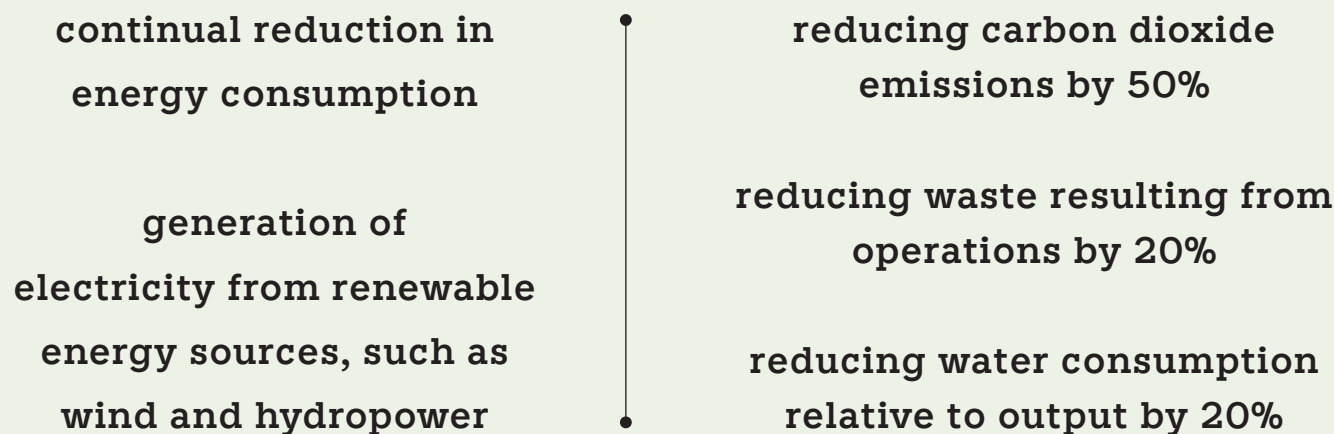 continual reduction in
energy consumption
generation of
electricity from renewable
energy sources, such as
wind and hydropower
reducing carbon dioxide
emissions by 50%
reducing waste resulting from
operations by 20%
reducing water consumption
relative to output by 20%